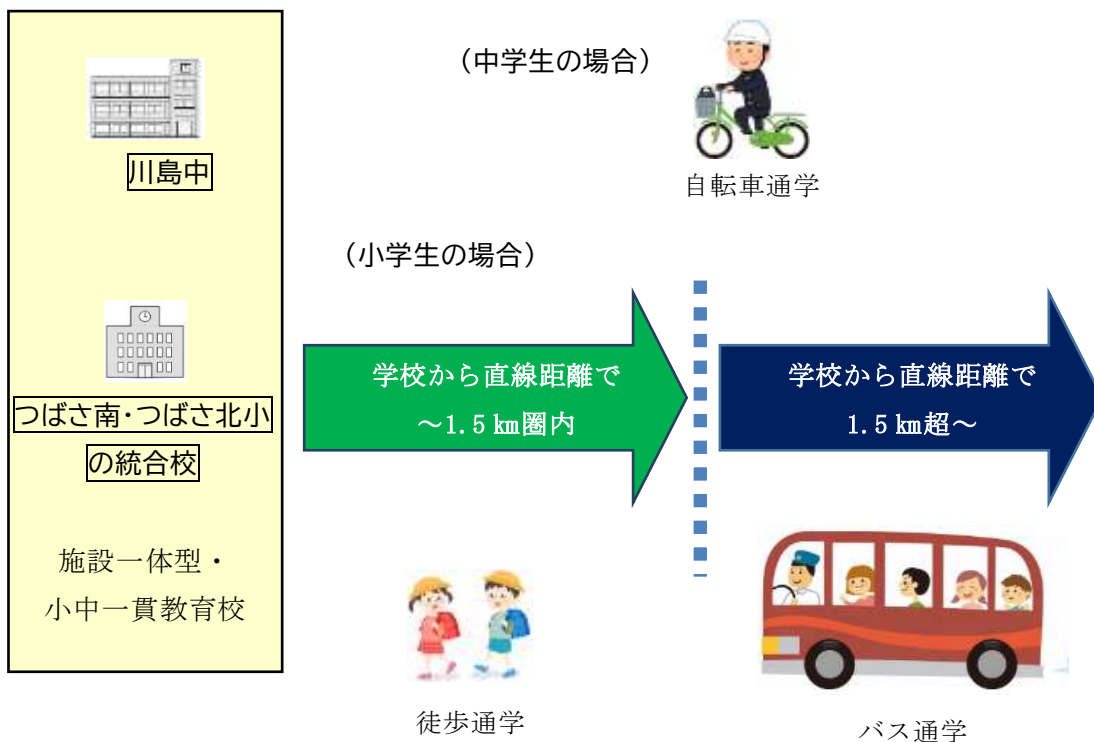 川島中
つばさ南・つばさ北小
の統合校
施設一体型・
小中一貫教育校
（中学生の場合）
自転車通学
（小学生の場合）
学校から直線距離で
～1.5㎞圏内
学校から直線距離で
1.5㎞超～
徒歩通学
バス通学